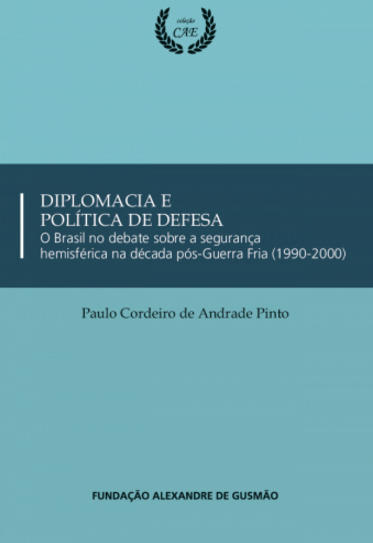 coleção
CAE
DIPLOMACIA E
POLÍTICA DE DEFESA
O Brasil no debate sobre a segurança
hemisférica na década pós-Guerra Fria (1990-2000)
Paulo Cordeiro de Andrade Pinto
FUNDAÇÃO ALEXANDRE DE GUSMÃO